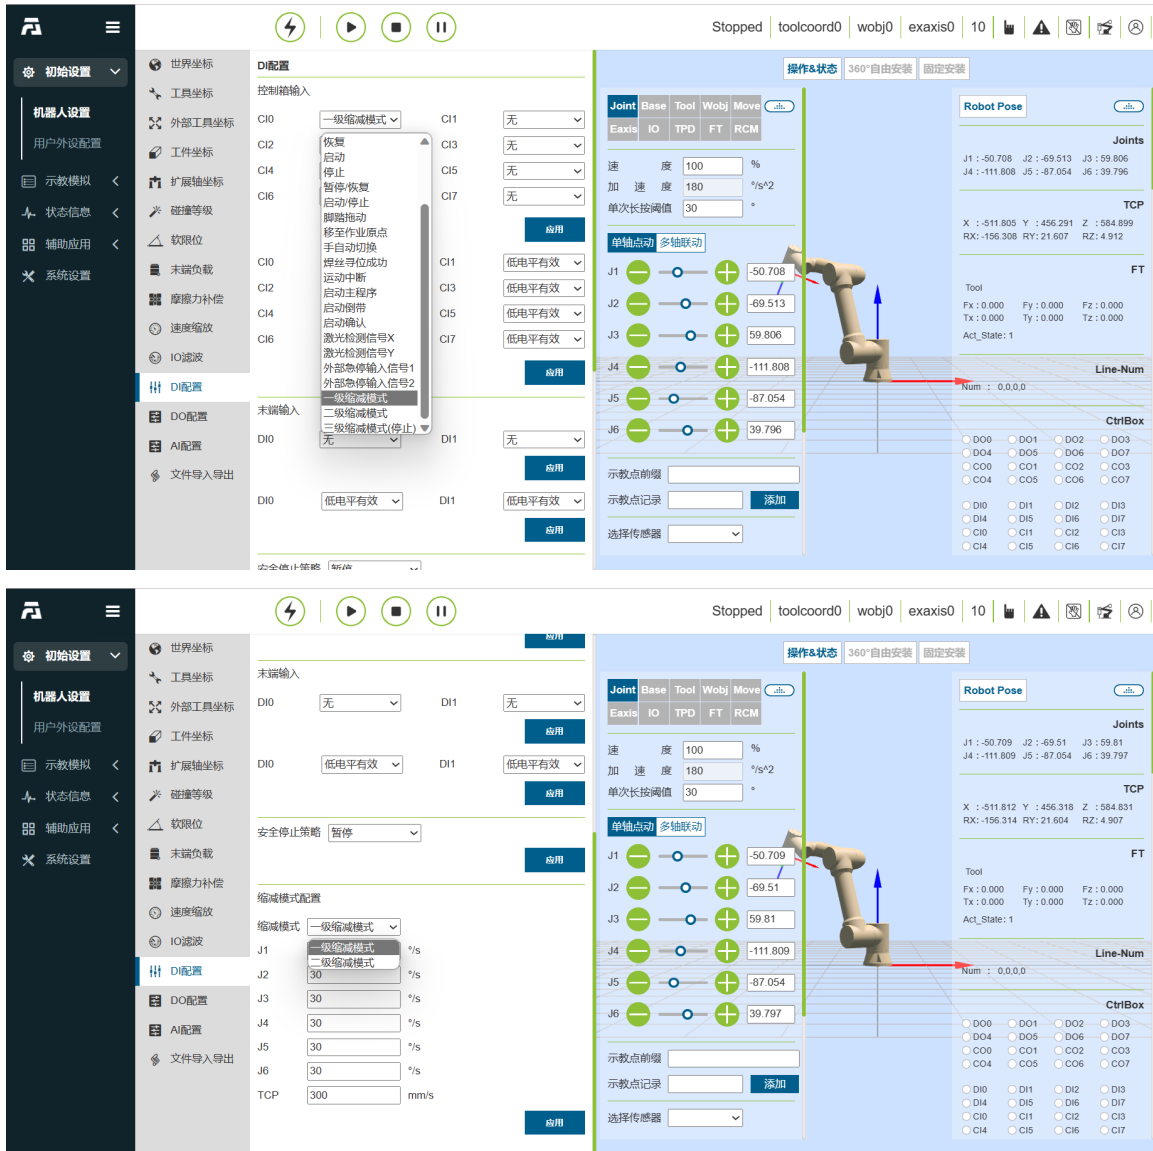 Stopped toolcoord0 wobj0 exaxis0 10
初始设置
机器人设置
用户外设配置
示教模拟
状态信息
辅助应用
系统设置
世界坐标
工具坐标
外部工具坐标
工件坐标
扩展轴坐标
碰撞等级
软限位
末端负载
摩擦力补偿
速度缩放
IO滤波
DI配置
DO配置
AI配置
文件导入导出
DI配置
控制箱输入
CI0 一级缩减模式 CI1 无
CI2 CI3 无
CI4 CI5 无
CI6 CI7 无
恢复
启动
停止
暂停/恢复
启动/停止
脚踏拖动
移至作业原点
手自动切换
焊丝寻位成功
运动中断
启动主程序
启动倒带
启动确认
激光检测信号X
激光检测信号Y
外部急停输入信号1
外部急停输入信号2
一级缩减模式
二级缩减模式
三级缩减模式(停止)
应用
CI0 CI1 低电平有效
CI2 CI3 低电平有效
CI4 CI5 低电平有效
CI6 CI7 低电平有效
应用
末端输入
DI0 无 DI1 无
应用
DI0 低电平有效 DI1 低电平有效
应用
安全停止策略 暂停
操作&状态 360°自由安装 固定安装
Joint Base Tool Wobj Move
Eaxis IO TPD FT RCM
速度 100 %
加速度 180 °/s^2
单次长按阈值 30 °
单轴点动 多轴联动
J1 -50.708
J2 -69.513
J3 59.806
J4 -111.808
J5 -87.054
J6 39.796
示教点前缀
示教点记录 添加
选择传感器
Robot Pose
Joints
J1 : -50.708 J2 : -69.513 J3 : 59.806
J4 : -111.808 J5 : -87.054 J6 : 39.796
TCP
X : -511.805 Y : 456.291 Z : 584.899
RX: -156.308 RY: 21.607 RZ: 4.912
FT
Tool
Fx : 0.000 Fy : 0.000 Fz : 0.000
Tx : 0.000 Ty : 0.000 Tz : 0.000
Act_State: 1
Line-Num
Num : 0,0,0,0
CtrlBox
DO0 DO1 DO2 DO3
DO4 DO5 DO6 DO7
CO0 CO1 CO2 CO3
CO4 CO5 CO6 CO7
DI0 DI1 DI2 DI3
DI4 DI5 DI6 DI7
CI0 CI1 CI2 CI3
CI4 CI5 CI6 CI7
Stopped toolcoord0 wobj0 exaxis0 10
初始设置
机器人设置
用户外设配置
示教模拟
状态信息
辅助应用
系统设置
世界坐标
工具坐标
外部工具坐标
工件坐标
扩展轴坐标
碰撞等级
软限位
末端负载
摩擦力补偿
速度缩放
IO滤波
DI配置
DO配置
AI配置
文件导入导出
应用
末端输入
DI0 无 DI1 无
应用
DI0 低电平有效 DI1 低电平有效
应用
安全停止策略 暂停
应用
缩减模式配置
缩减模式 一级缩减模式
一级缩减模式
二级缩减模式
J1 °/s
J2 30 °/s
J3 30 °/s
J4 30 °/s
J5 30 °/s
J6 30 °/s
TCP 300 mm/s
应用
操作&状态 360°自由安装 固定安装
Joint Base Tool Wobj Move
Eaxis IO TPD FT RCM
速度 100 %
加速度 180 °/s^2
单次长按阈值 30 °
单轴点动 多轴联动
J1 -50.709
J2 -69.51
J3 59.81
J4 -111.809
J5 -87.054
J6 39.797
示教点前缀
示教点记录 添加
选择传感器
Robot Pose
Joints
J1 : -50.709 J2 : -69.51 J3 : 59.81
J4 : -111.809 J5 : -87.054 J6 : 39.797
TCP
X : -511.812 Y : 456.318 Z : 584.831
RX: -156.314 RY: 21.604 RZ: 4.907
FT
Tool
Fx : 0.000 Fy : 0.000 Fz : 0.000
Tx : 0.000 Ty : 0.000 Tz : 0.000
Act_State: 1
Line-Num
Num : 0,0,0,0
CtrlBox
DO0 DO1 DO2 DO3
DO4 DO5 DO6 DO7
CO0 CO1 CO2 CO3
CO4 CO5 CO6 CO7
DI0 DI1 DI2 DI3
DI4 DI5 DI6 DI7
CI0 CI1 CI2 CI3
CI4 CI5 CI6 CI7